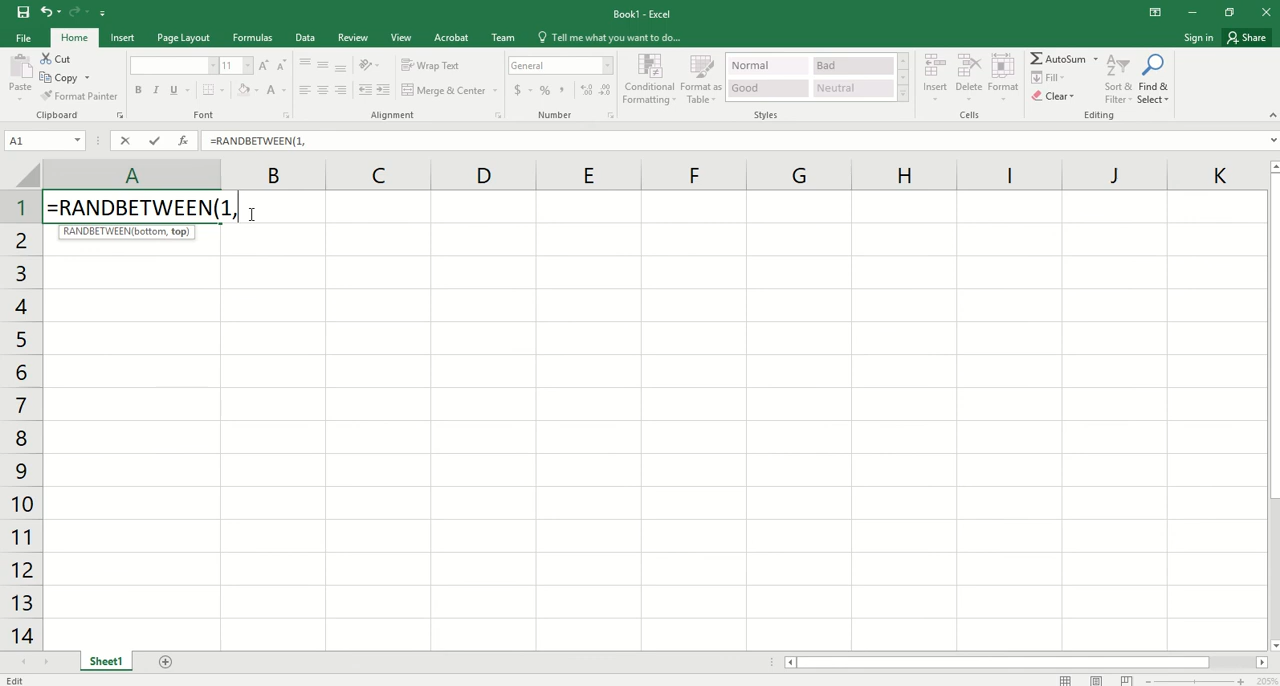 Book1 - Excel
File Home Insert Page Layout Formulas Data Review View Acrobat Team Tell me what you want to do... Sign in Share
Paste
Cut
Copy
Format Painter
Clipboard
11
A A
B I U A
Font
Wrap Text
Merge & Center
Alignment
General
$ % ,
Number
Conditional
Formatting
Format as
Table
Normal Bad
Good Neutral
Styles
Insert Delete Format
Cells
AutoSum
Fill
Clear
Sort &
Filter
Find &
Select
Editing
A1 fx =RANDBETWEEN(1,
A B C D E F G H I J K
1 =RANDBETWEEN(1,
RANDBETWEEN(bottom, top)
2
3
4
5
6
7
8
9
10
11
12
13
14
Sheet1
Edit 205%